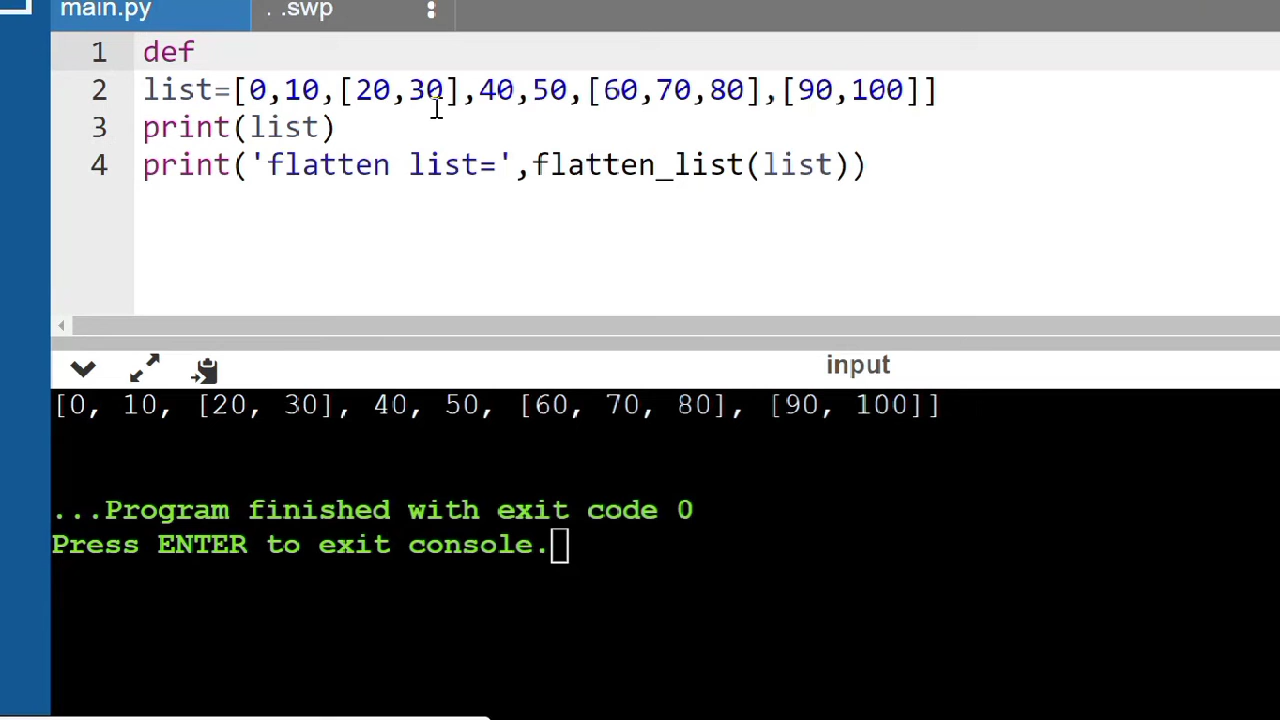 main.py
. .swp
1 def
2 list=[0,10,[20,30],40,50,[60,70,80],[90,100]]
3 print(list)
4 print('flatten list=',flatten_list(list))
input
[0, 10, [20, 30], 40, 50, [60, 70, 80], [90, 100]]
...Program finished with exit code 0
Press ENTER to exit console.